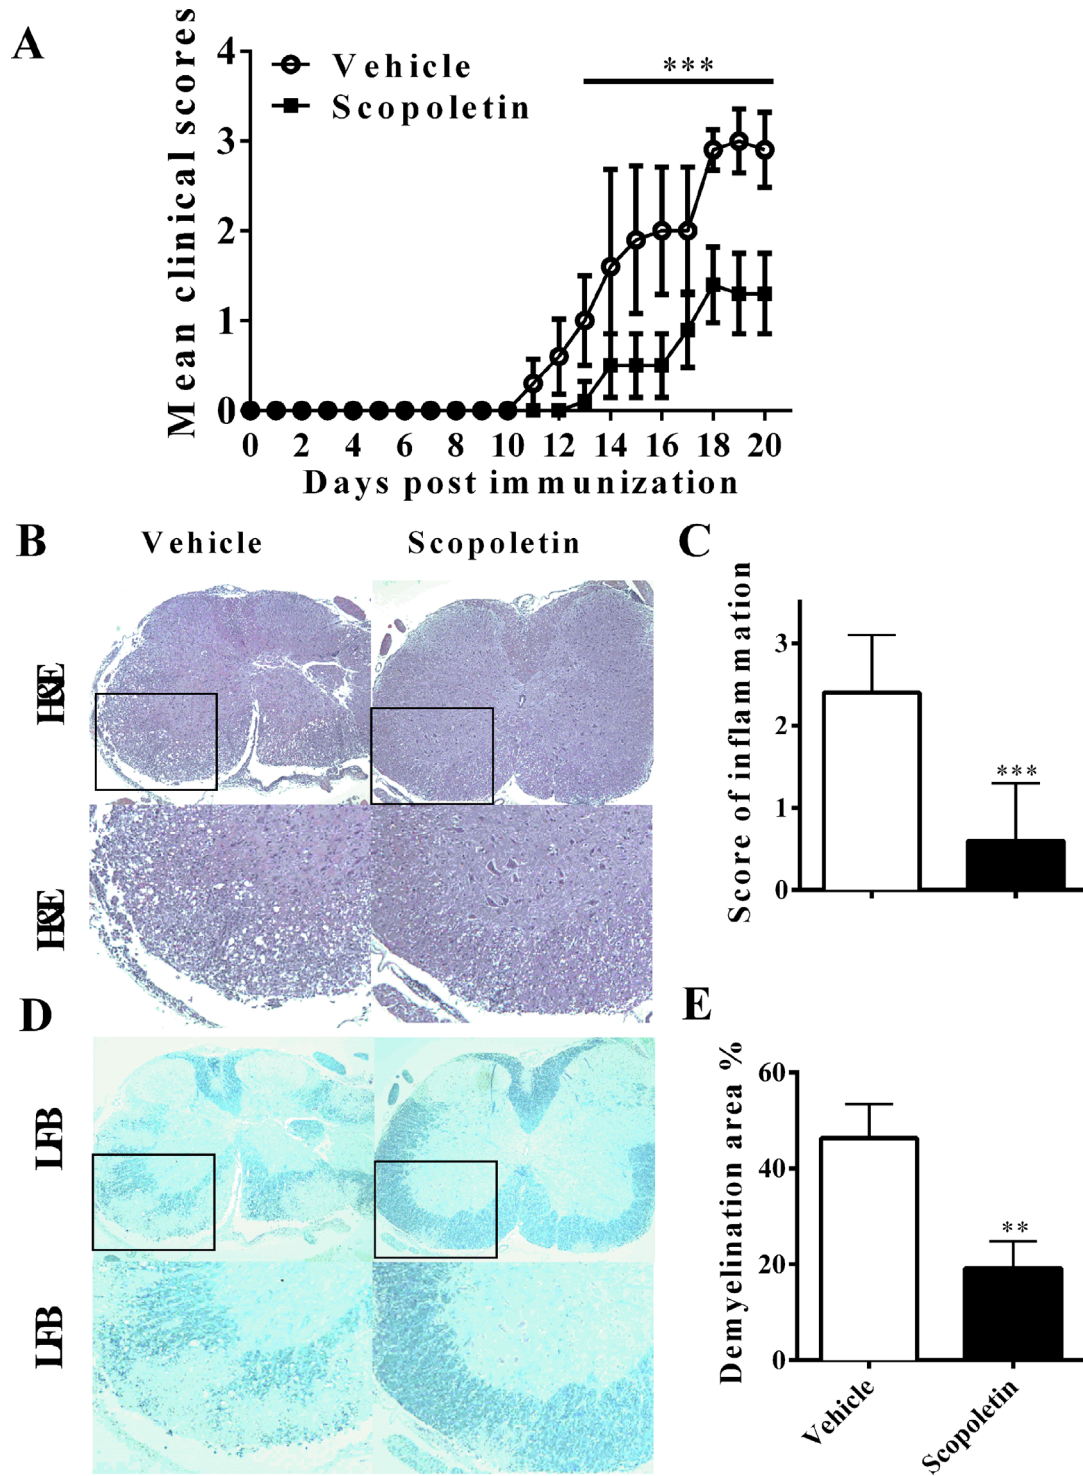 A
Mean clinical scores
4
3
2
1
0
Vehicle
Scopoletin
***
0 2 4 6 8 10 12 14 16 18 20
Days post immunization
B
Vehicle Scopoletin
H&E
H&E
C
Score of inflammation
3
2
1
0
***
D
LFB
LFB
E
Demyelination area %
60
40
20
0
**
Vehicle
Scopoletin